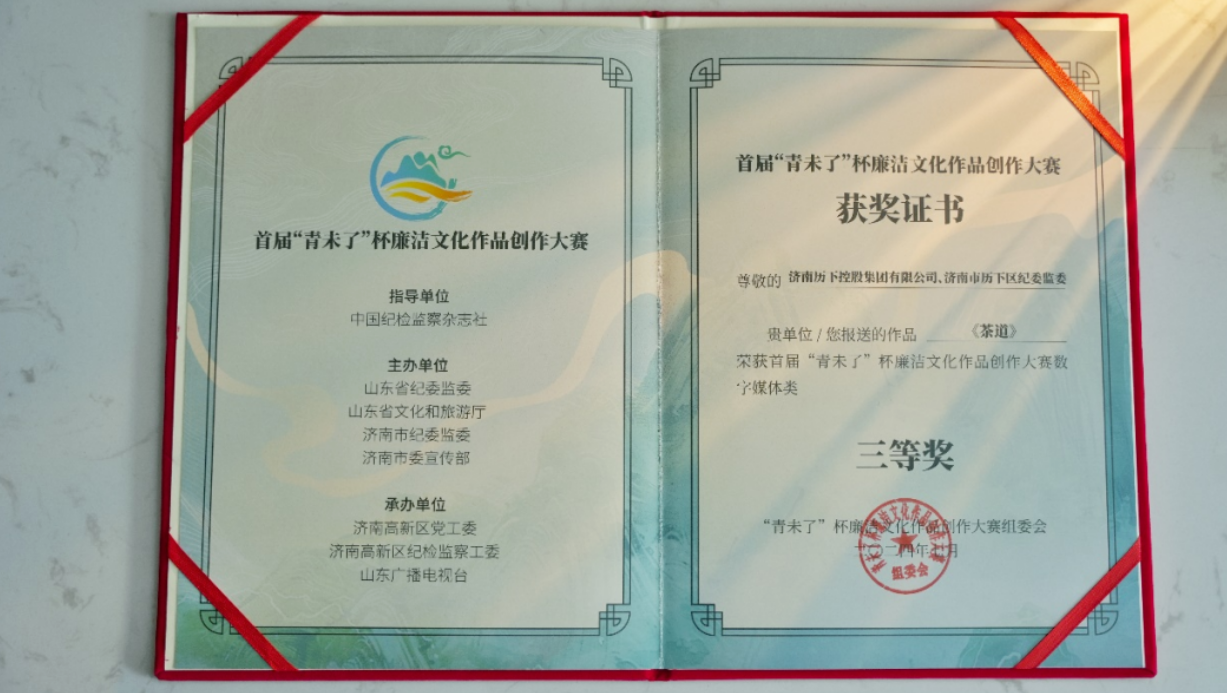 首届“青未了”杯廉洁文化作品创作大赛
指导单位
中国纪检监察杂志社
主办单位
山东省纪委监委
山东省文化和旅游厅
济南市纪委监委
济南市委宣传部
承办单位
济南高新区党工委
济南高新区纪检监察工委
山东广播电视台
首届“青未了”杯廉洁文化作品创作大赛
获奖证书
尊敬的 济南历下控股集团有限公司、济南市历下区纪委监委
贵单位 / 您报送的作品 《茶道》
荣获首届“青未了”杯廉洁文化作品创作大赛数
字媒体类
三等奖
“青未了”杯廉洁文化作品创作大赛组委会
二〇二四年 月
组委会